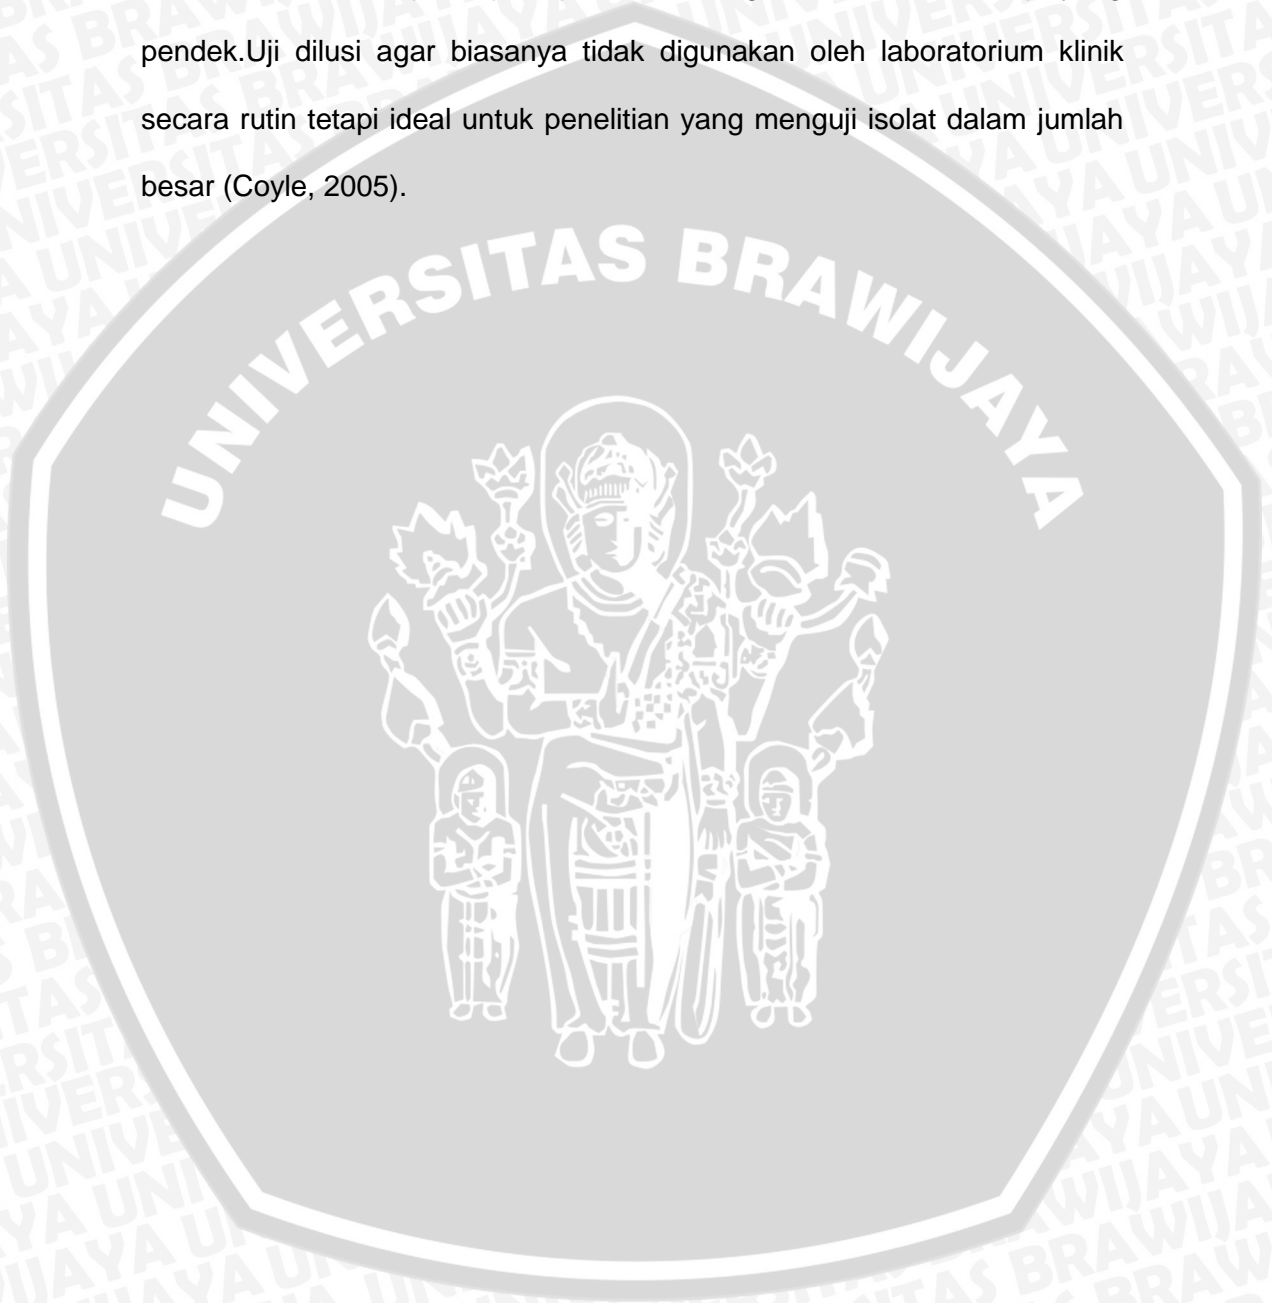 pendek.Uji dilusi agar biasanya tidak digunakan oleh laboratorium klinik
secara rutin tetapi ideal untuk penelitian yang menguji isolat dalam jumlah
besar (Coyle, 2005).
UNIVERSITAS BRAWIJAYA